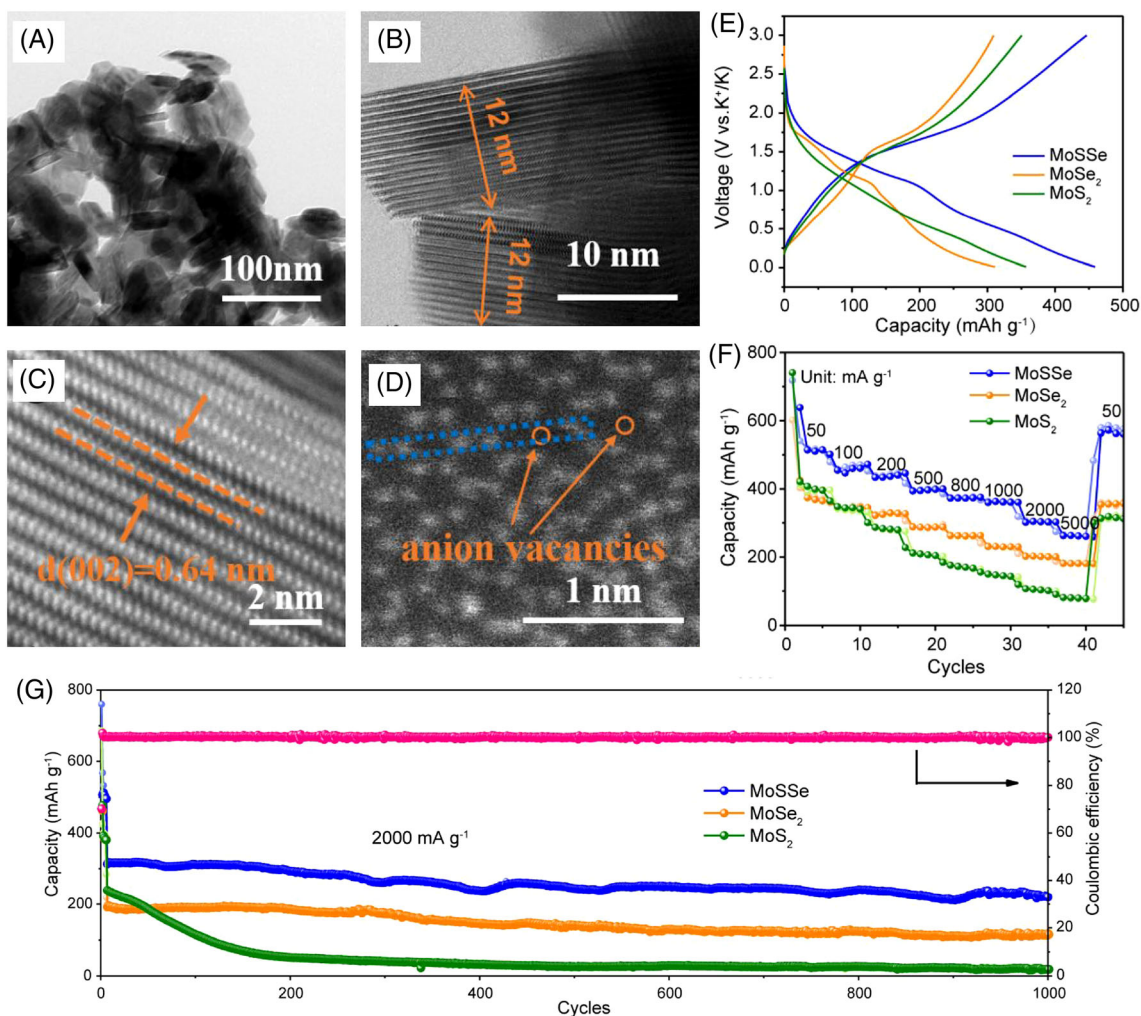 (A)
100nm
(B)
12 nm
12 nm
10 nm
(C)
d(002)=0.64 nm
2 nm
(D)
anion vacancies
1 nm
(E)
3.0
2.5
2.0
1.5
1.0
0.5
0.0
Voltage (V vs.K⁺/K)
MoSSe
MoSe₂
MoS₂
0 100 200 300 400 500
Capacity (mAh g⁻¹)
(F)
800
600
400
200
0
Capacity (mAh g⁻¹)
Unit: mA g⁻¹
MoSSe
MoSe₂
MoS₂
50
100
200
500
800
1000
2000
5000
50
0 10 20 30 40
Cycles
(G)
800
600
400
200
0
Capacity (mAh g⁻¹)
2000 mA g⁻¹
MoSSe
MoSe₂
MoS₂
120
100
80
60
40
20
0
Coulombic efficiency (%)
0 200 400 600 800 1000
Cycles